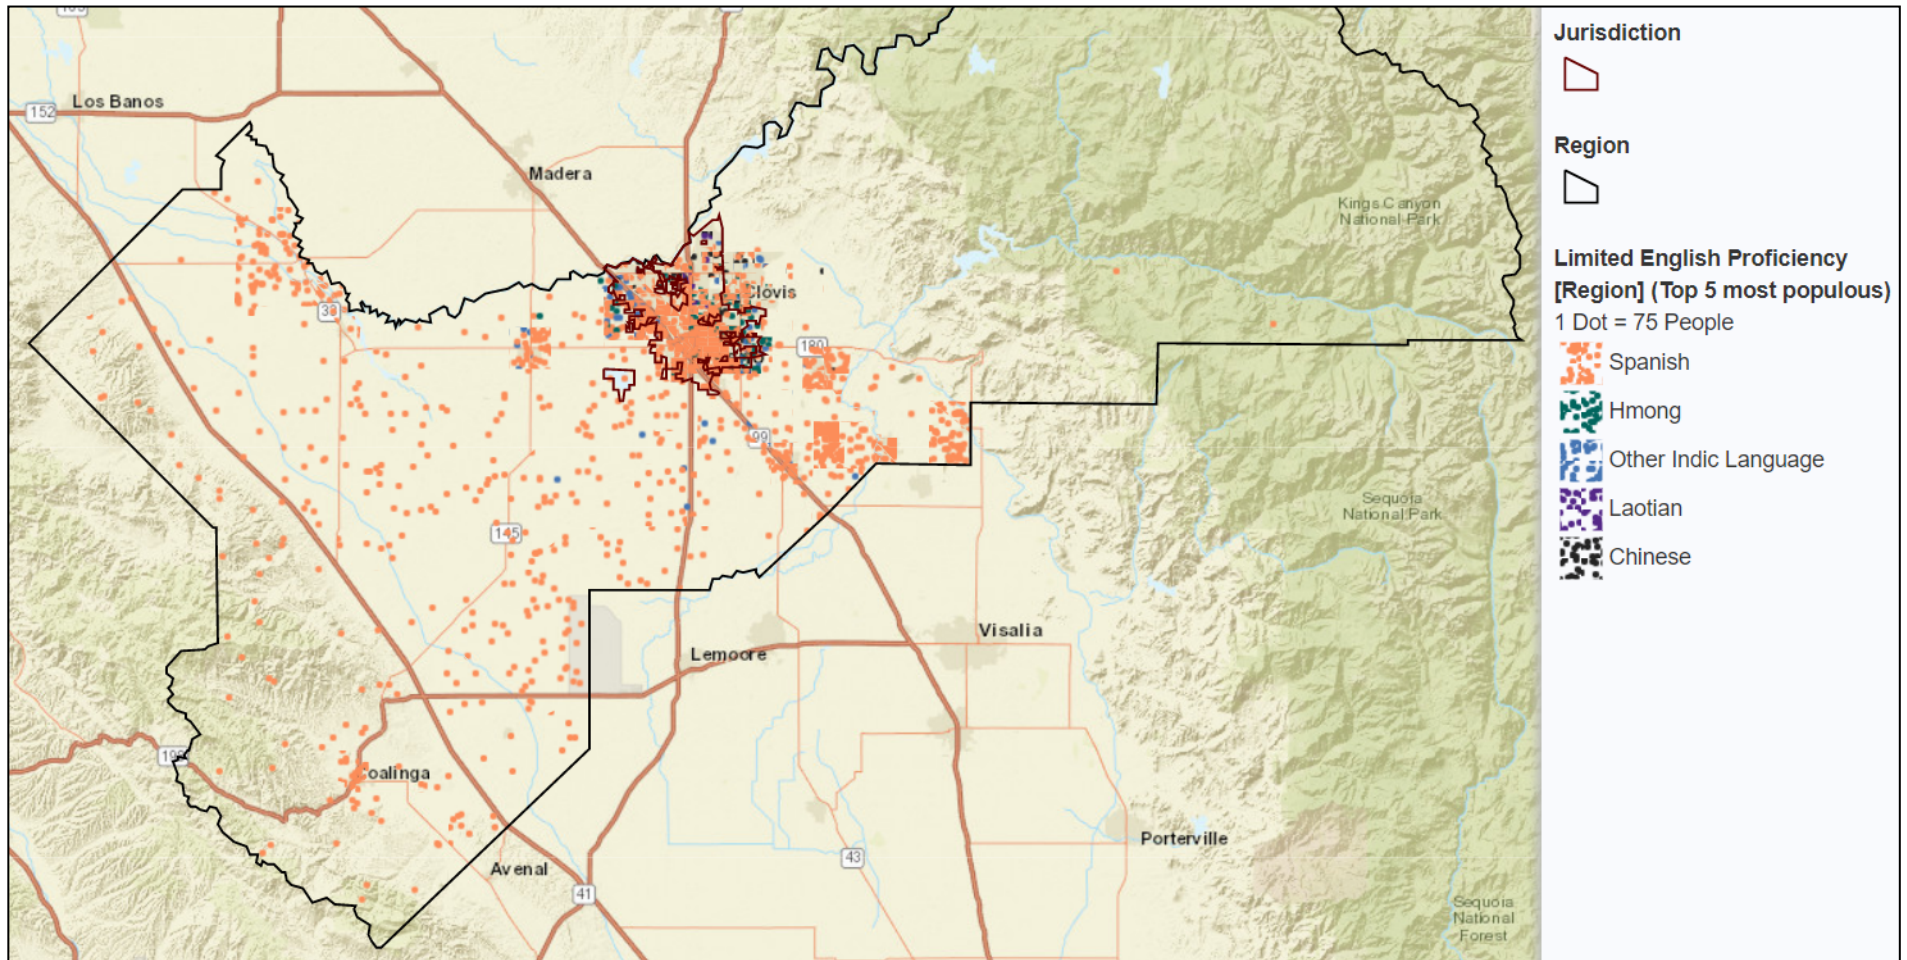 Los Banos
152
Madera
Kings Canyon
National Park
Clovis
33
180
99
Sequoia
National Park
145
Visalia
Lemoore
198
Coalinga
Porterville
43
Avenal
41
Sequoia
National
Forest
Jurisdiction
Region
Limited English Proficiency
[Region] (Top 5 most populous)
1 Dot = 75 People
Spanish
Hmong
Other Indic Language
Laotian
Chinese